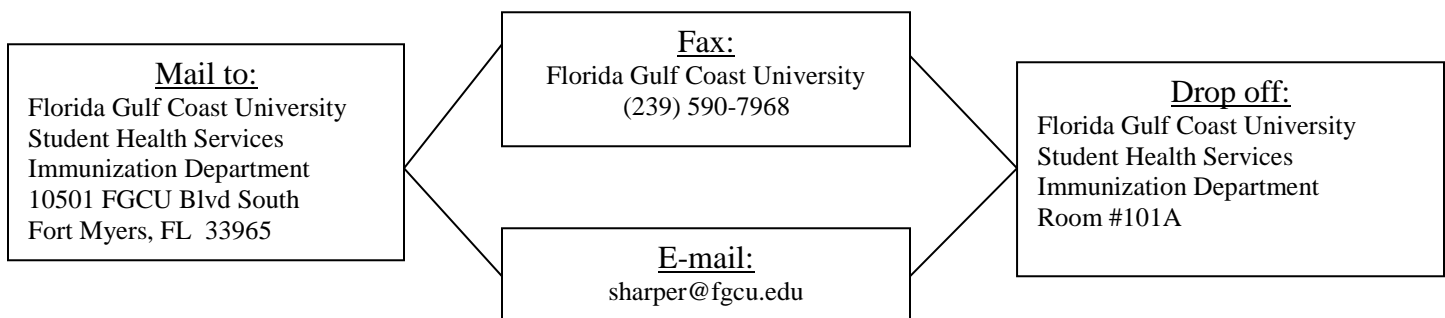 Mail to:
Florida Gulf Coast University
Student Health Services
Immunization Department
10501 FGCU Blvd South
Fort Myers, FL 33965
Fax:
Florida Gulf Coast University
(239) 590-7968
E-mail:
sharper@fgcu.edu
Drop off:
Florida Gulf Coast University
Student Health Services
Immunization Department
Room #101A